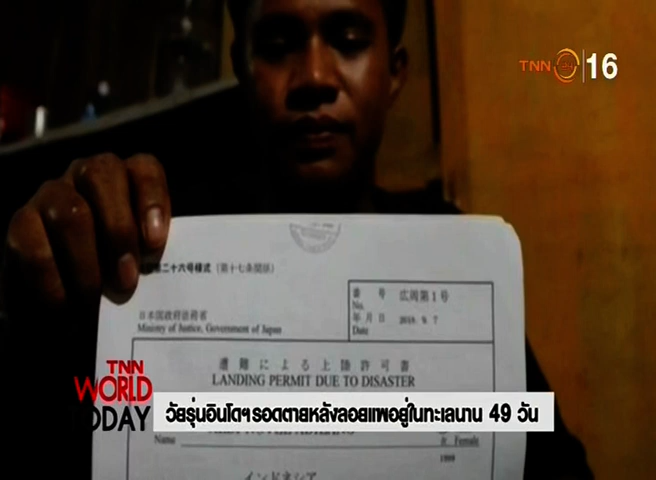 TNN 24 16
二十六号様式 (第十七条関係)
番 号 広周第1号
No.
日本国政府法務省
年月日 2018. 9. 7
Ministry of Justice, Government of Japan
Date
遭難による上陸許可書
LANDING PERMIT DUE TO DISASTER
TNN
WORLD
TODAY
วัยรุ่นอินโดฯรอดตายหลังลอยแพอยู่ในทะเลนาน 49 วัน
Name
Female
インドネシア